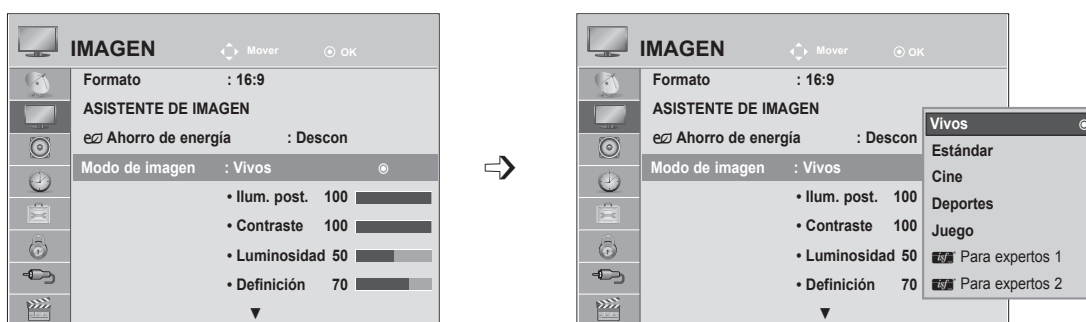 IMAGEN Mover OK
Formato : 16:9
ASISTENTE DE IMAGEN
Ahorro de energía : Descon
Modo de imagen : Vivos
• Ilum. post. 100
• Contraste 100
• Luminosidad 50
• Definición 70
IMAGEN Mover OK
Formato : 16:9
ASISTENTE DE IMAGEN
Ahorro de energía : Descon
Modo de imagen : Vivos
• Ilum. post. 100
• Contraste 100
• Luminosidad 50
• Definición 70
Vivos
Estándar
Cine
Deportes
Juego
isf Para expertos 1
isf Para expertos 2